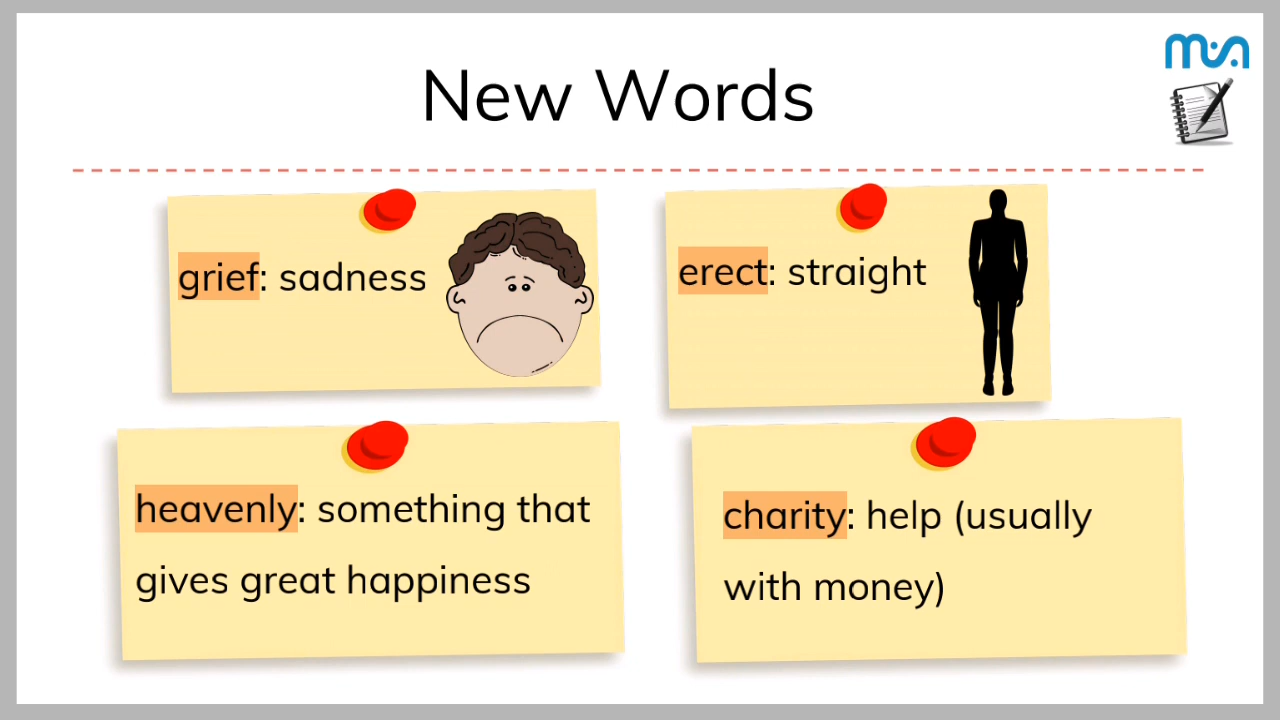 New Words
grief: sadness
erect: straight
heavenly: something that
gives great happiness
charity: help (usually
with money)